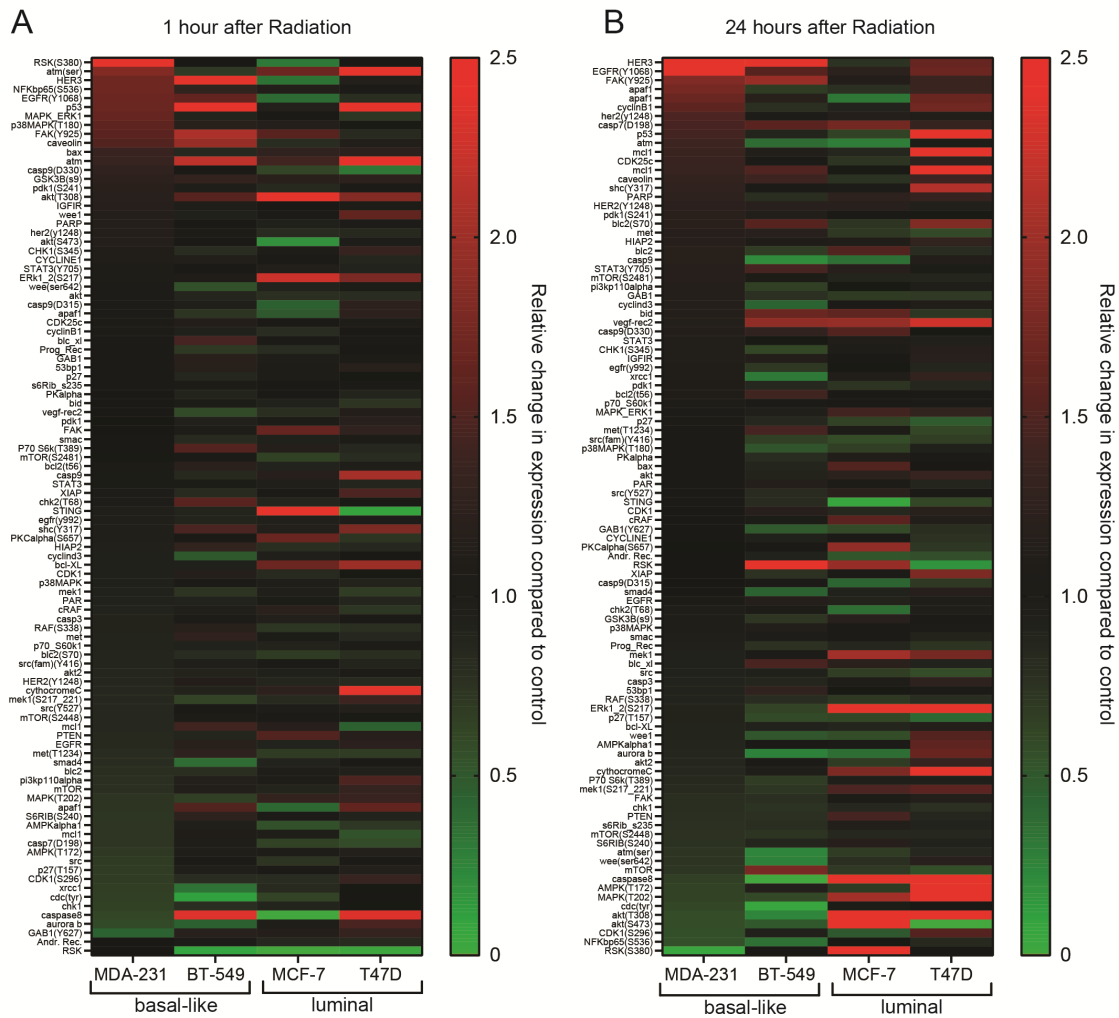 A
1 hour after Radiation
RSK(S380)
atm(ser)
HER3
NFKbp65(S536)
EGFR(Y1068)
p53
MAPK_ERK1
p38MAPK(T180)
FAK(Y925)
caveolin
bax
atm
casp9(D330)
GSK3B(s9)
pdk1(S241)
akt(T308)
IGFIR
wee1
PARP
her2(y1248)
akt(S473)
CHK1(S345)
CYCLINE1
STAT3(Y705)
ERk1_2(S217)
wee(ser642)
akt
casp9(D315)
apaf1
CDK25c
cyclinB1
blc_xl
Prog_Rec
GAB1
53bp1
p27
s6Rib_s235
PKalpha
bid
vegf-rec2
pdk1
FAK
smac
P70 S6k(T389)
mTOR(S2481)
bcl2(t56)
casp9
STAT3
XIAP
chk2(T68)
STING
egfr(y992)
shc(Y317)
PKCalpha(S657)
HIAP2
cyclind3
bcl-XL
CDK1
p38MAPK
mek1
PAR
cRAF
casp3
RAF(S338)
met
p70_S60k1
blc2(S70)
src(fam)(Y416)
akt2
HER2(Y1248)
cythocromeC
mek1(S217_221)
src(Y527)
mTOR(S2448)
mcl1
PTEN
EGFR
met(T1234)
smad4
blc2
pi3kp110alpha
mTOR
MAPK(T202)
apaf1
S6RIB(S240)
AMPKalpha1
mcl1
casp7(D198)
AMPK(T172)
src
p27(T157)
CDK1(S296)
xrcc1
cdc(tyr)
chk1
caspase8
aurora b
GAB1(Y627)
Andr. Rec.
RSK
MDA-231 BT-549 MCF-7 T47D
basal-like luminal
2.5
2.0
1.5
1.0
0.5
0
Relative change in expression compared to control
B
24 hours after Radiation
HER3
EGFR(Y1068)
FAK(Y925)
apaf1
apaf1
cyclinB1
her2(y1248)
casp7(D198)
p53
atm
mcl1
CDK25c
mcl1
caveolin
shc(Y317)
PARP
HER2(Y1248)
pdk1(S241)
blc2(S70)
met
HIAP2
blc2
casp9
STAT3(Y705)
mTOR(S2481)
pi3kp110alpha
GAB1
cyclind3
bid
vegf-rec2
casp9(D330)
STAT3
CHK1(S345)
IGFIR
egfr(y992)
xrcc1
pdk1
bcl2(t56)
p70_S60k1
MAPK_ERK1
p27
met(T1234)
src(fam)(Y416)
p38MAPK(T180)
PKalpha
bax
akt
PAR
src(Y527)
STING
CDK1
cRAF
GAB1(Y627)
CYCLINE1
PKCalpha(S657)
Andr. Rec.
RSK
XIAP
casp9(D315)
smad4
EGFR
chk2(T68)
GSK3B(s9)
p38MAPK
smac
Prog_Rec
mek1
blc_xl
src
casp3
53bp1
RAF(S338)
ERk1_2(S217)
p27(T157)
bcl-XL
wee1
AMPKalpha1
aurora b
akt2
cythocromeC
P70 S6k(T389)
mek1(S217_221)
FAK
chk1
PTEN
s6Rib_s235
mTOR(S2448)
S6RIB(S240)
atm(ser)
wee(ser642)
mTOR
caspase8
AMPK(T172)
MAPK(T202)
cdc(tyr)
akt(T308)
akt(S473)
CDK1(S296)
NFKbp65(S536)
RSK(S380)
MDA-231 BT-549 MCF-7 T47D
basal-like luminal
2.5
2.0
1.5
1.0
0.5
0
Relative change in expression compared to control